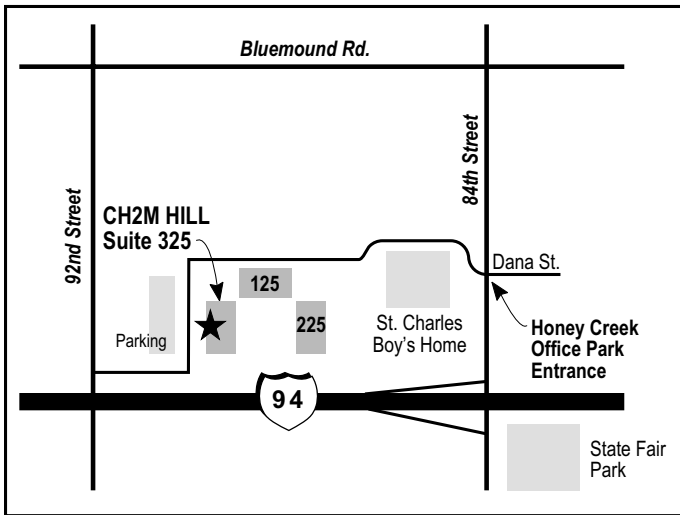 Bluemound Rd.
92nd Street
84th Street
CH2M HILL
Suite 325
125
225
Parking
St. Charles
Boy's Home
Dana St.
Honey Creek
Office Park
Entrance
94
State Fair
Park